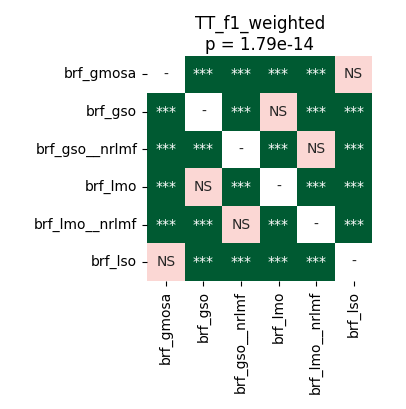 TT_f1_weighted
p = 1.79e-14
brf_gmosa - *** *** *** *** NS
brf_gso *** - *** NS *** ***
brf_gso__nrlmf *** *** - *** NS ***
brf_lmo *** NS *** - *** ***
brf_lmo__nrlmf *** *** NS *** - ***
brf_lso NS *** *** *** *** -
brf_gmosa
brf_gso
brf_gso__nrlmf
brf_lmo
brf_lmo__nrlmf
brf_lso